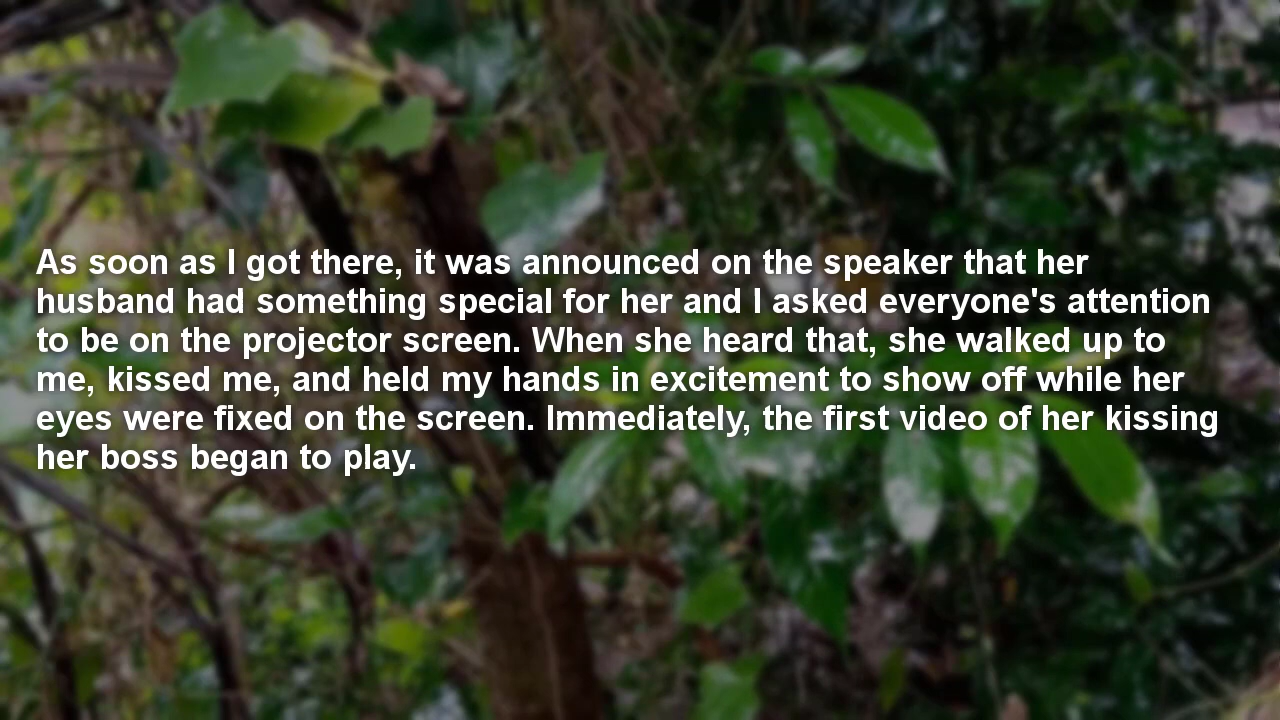 As soon as I got there, it was announced on the speaker that her
husband had something special for her and I asked everyone's attention
to be on the projector screen. When she heard that, she walked up to
me, kissed me, and held my hands in excitement to show off while her
eyes were fixed on the screen. Immediately, the first video of her kissing
her boss began to play.